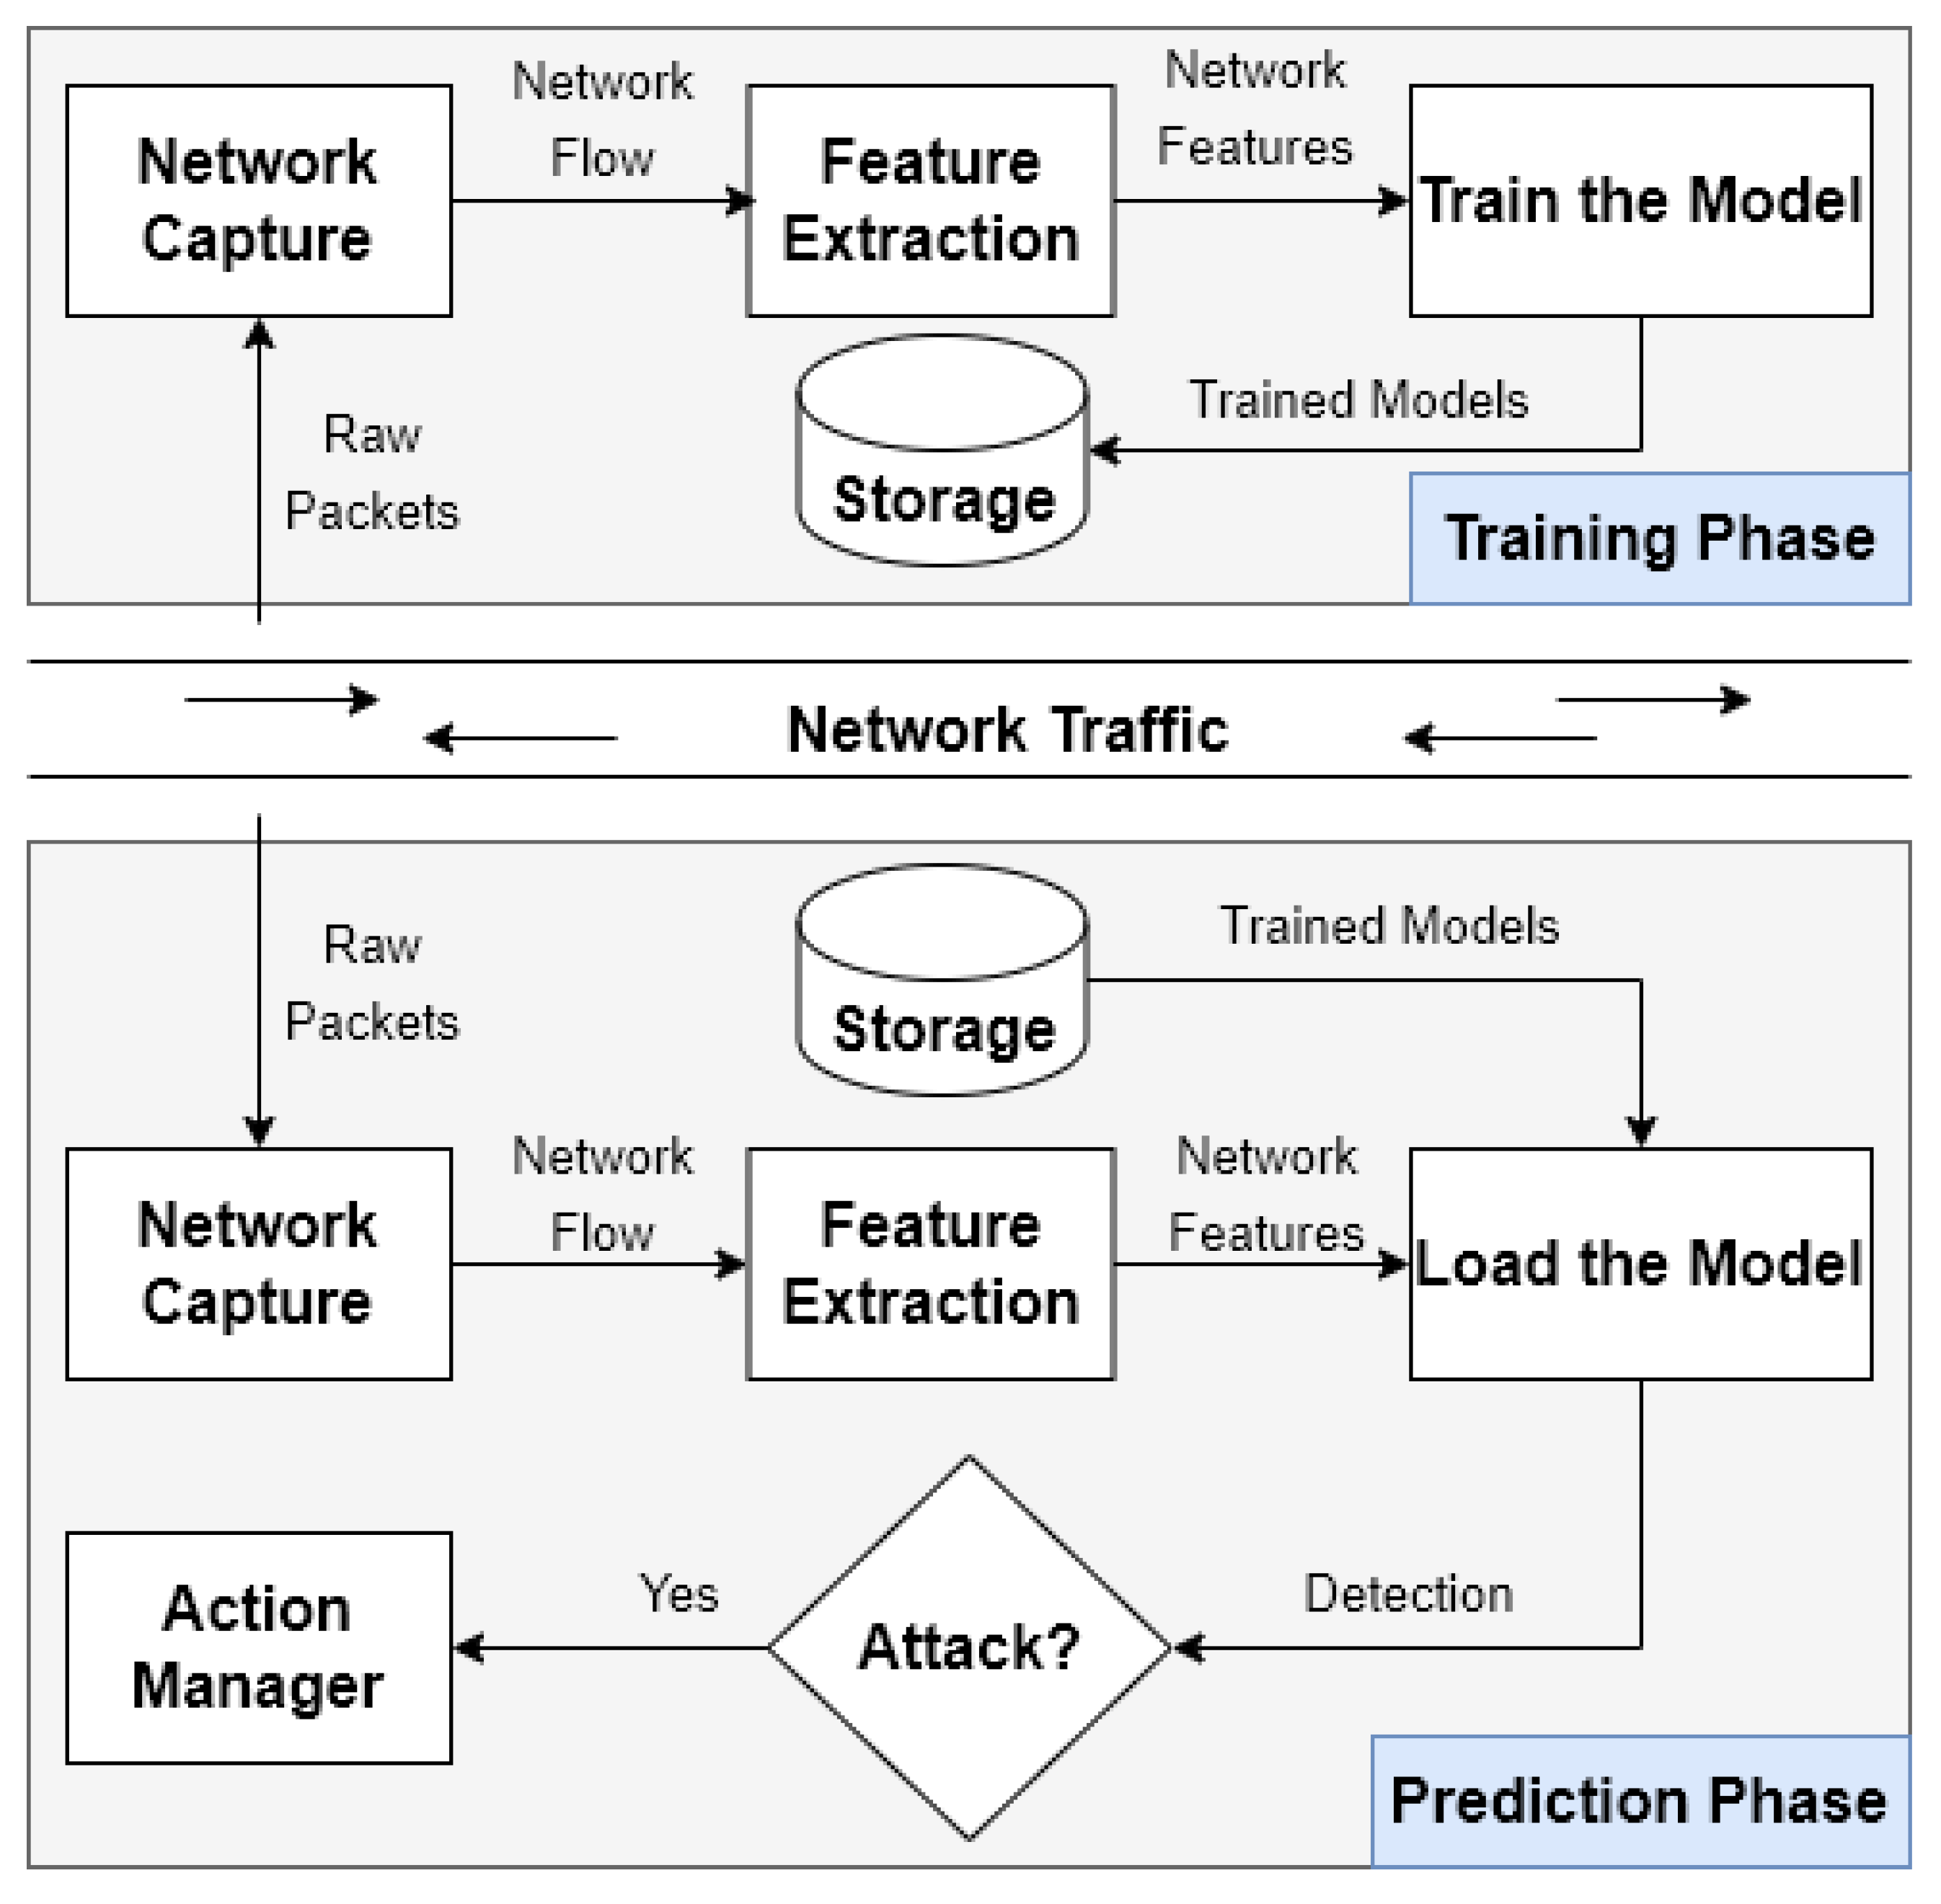 Network
Flow
Network
Features
Network
Capture
Feature
Extraction
Train the Model
Raw
Packets
Trained Models
Storage
Training Phase
Network Traffic
Raw
Packets
Storage
Trained Models
Network
Flow
Network
Features
Network
Capture
Feature
Extraction
Load the Model
Action
Manager
Yes
Attack?
Detection
Prediction Phase